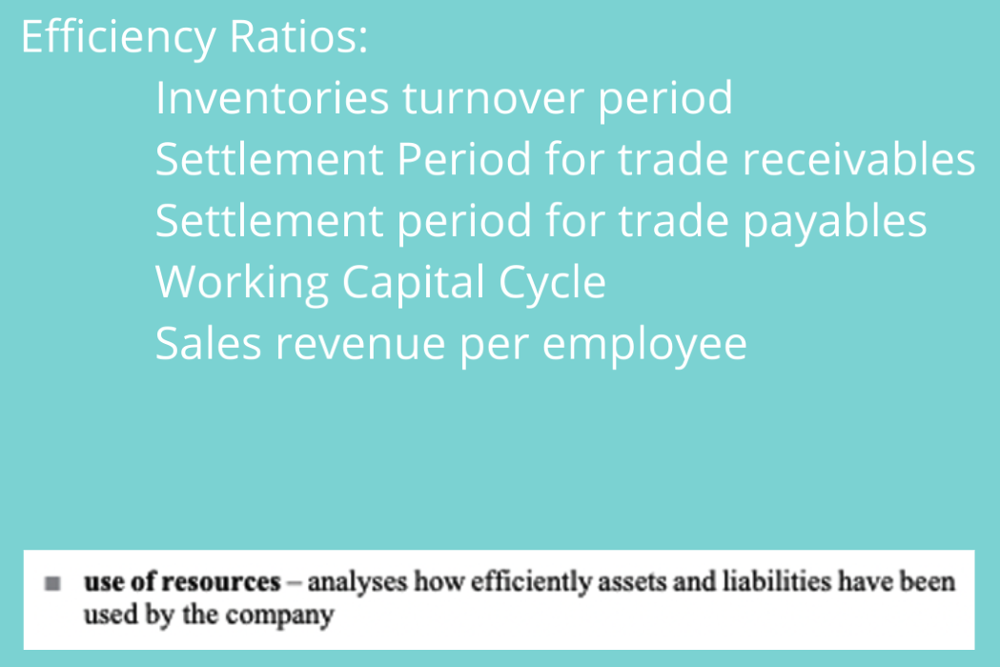 Efficiency Ratios:
Inventories turnover period
Settlement Period for trade receivables
Settlement period for trade payables
Working Capital Cycle
Sales revenue per employee
■ use of resources – analyses how efficiently assets and liabilities have been
used by the company